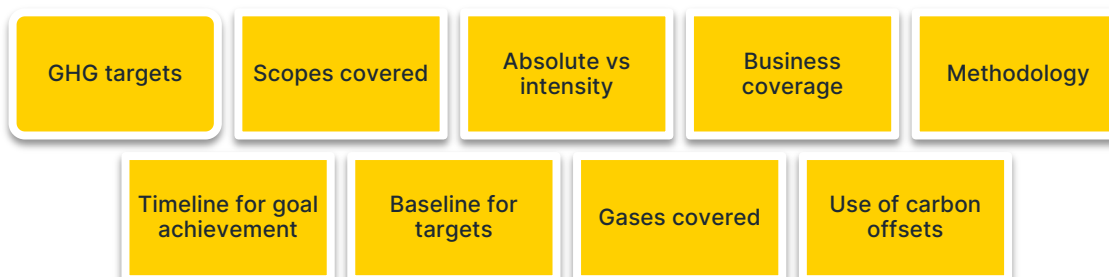 GHG targets
Scopes covered
Absolute vs
intensity
Business
coverage
Methodology
Timeline for goal
achievement
Baseline for
targets
Gases covered
Use of carbon
offsets